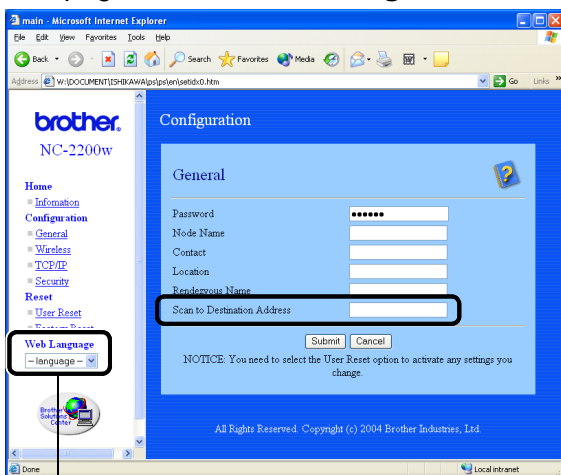 main - Microsoft Internet Explorer
File Edit View Favorites Tools Help
Back Search Favorites Media
Address W:\DOCUMENT\ISHIKAWA\ps\ps\en\setidx0.htm Go Links »
brother.
NC-2200w
Home
Infomation
Configuration
General
Wireless
TCP/IP
Security
Reset
User Reset
Web Language
– language –
Brother Solutions Center
Configuration
General
Password ●●●●●●
Node Name
Contact
Location
Rendezvous Name
Scan to Destination Address
Submit Cancel
NOTICE: You need to select the User Reset option to activate any settings you
change.
All Rights Reserved. Copyright (c) 2004 Brother Industries, Ltd.
Done Local intranet